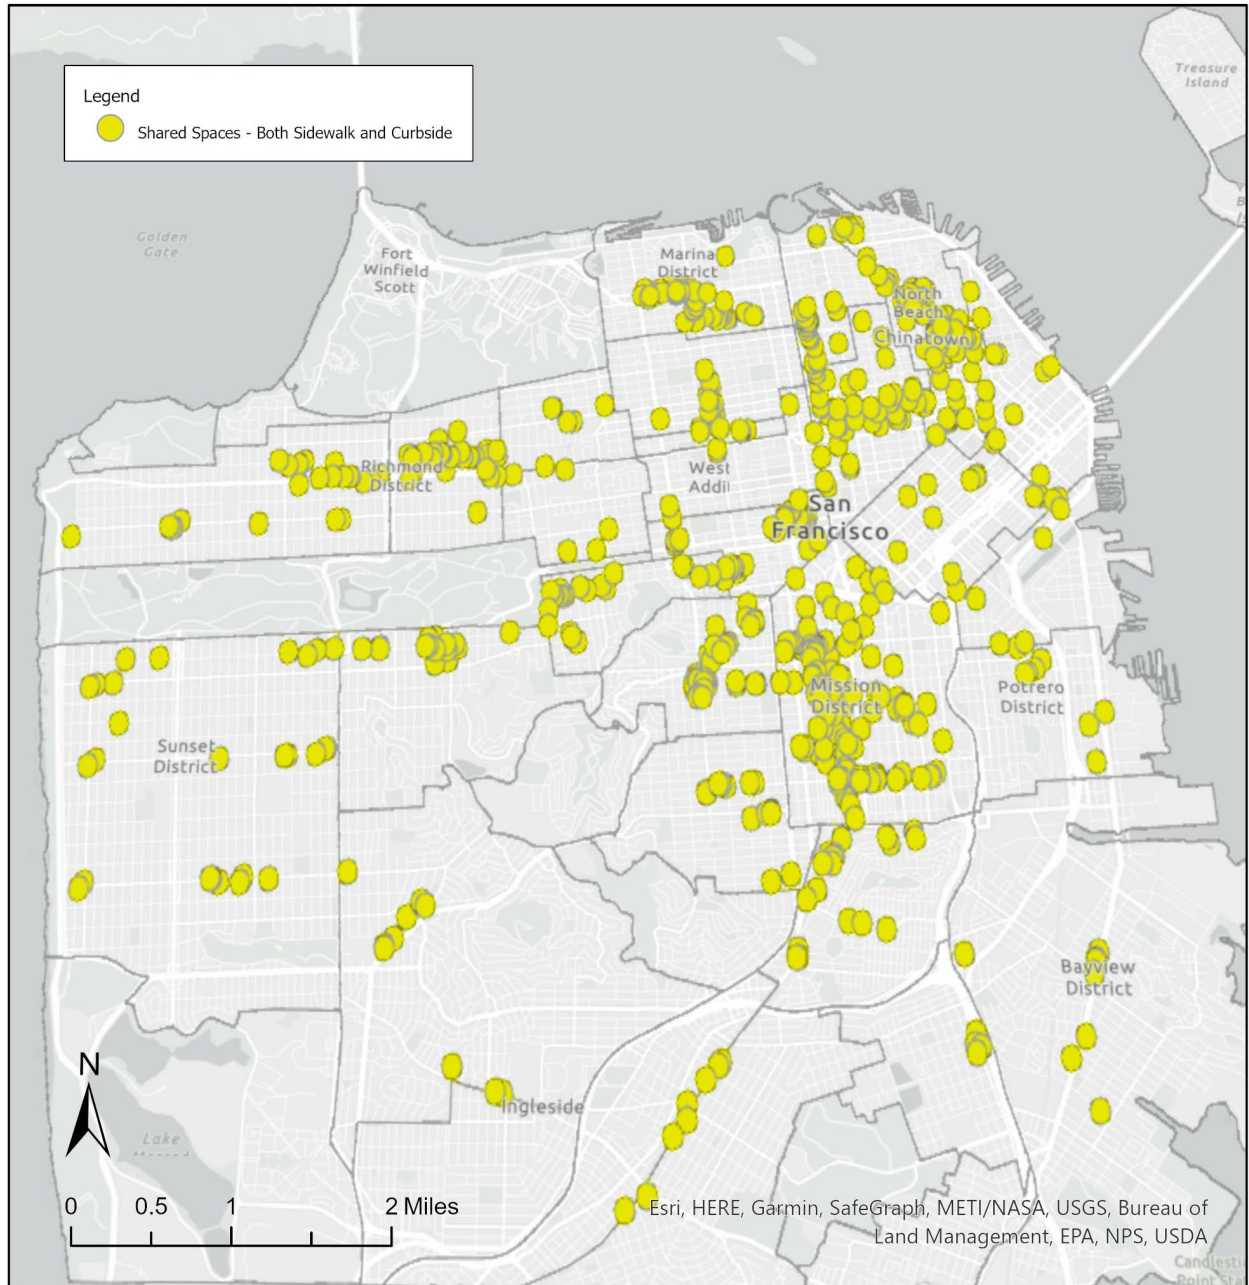 Legend
Shared Spaces - Both Sidewalk and Curbside
Treasure
Island
Golden
Gate
Fort
Winfield
Scott
Marina
District
North
Beach
Chinatown
Richmond
District
West
San
Francisco
Mission
District
Potrero
District
Sunset
District
Bayview
District
Ingleside
N
Lake
0 0.5 1 2 Miles
Esri, HERE, Garmin, SafeGraph, METI/NASA, USGS, Bureau of
Land Management, EPA, NPS, USDA